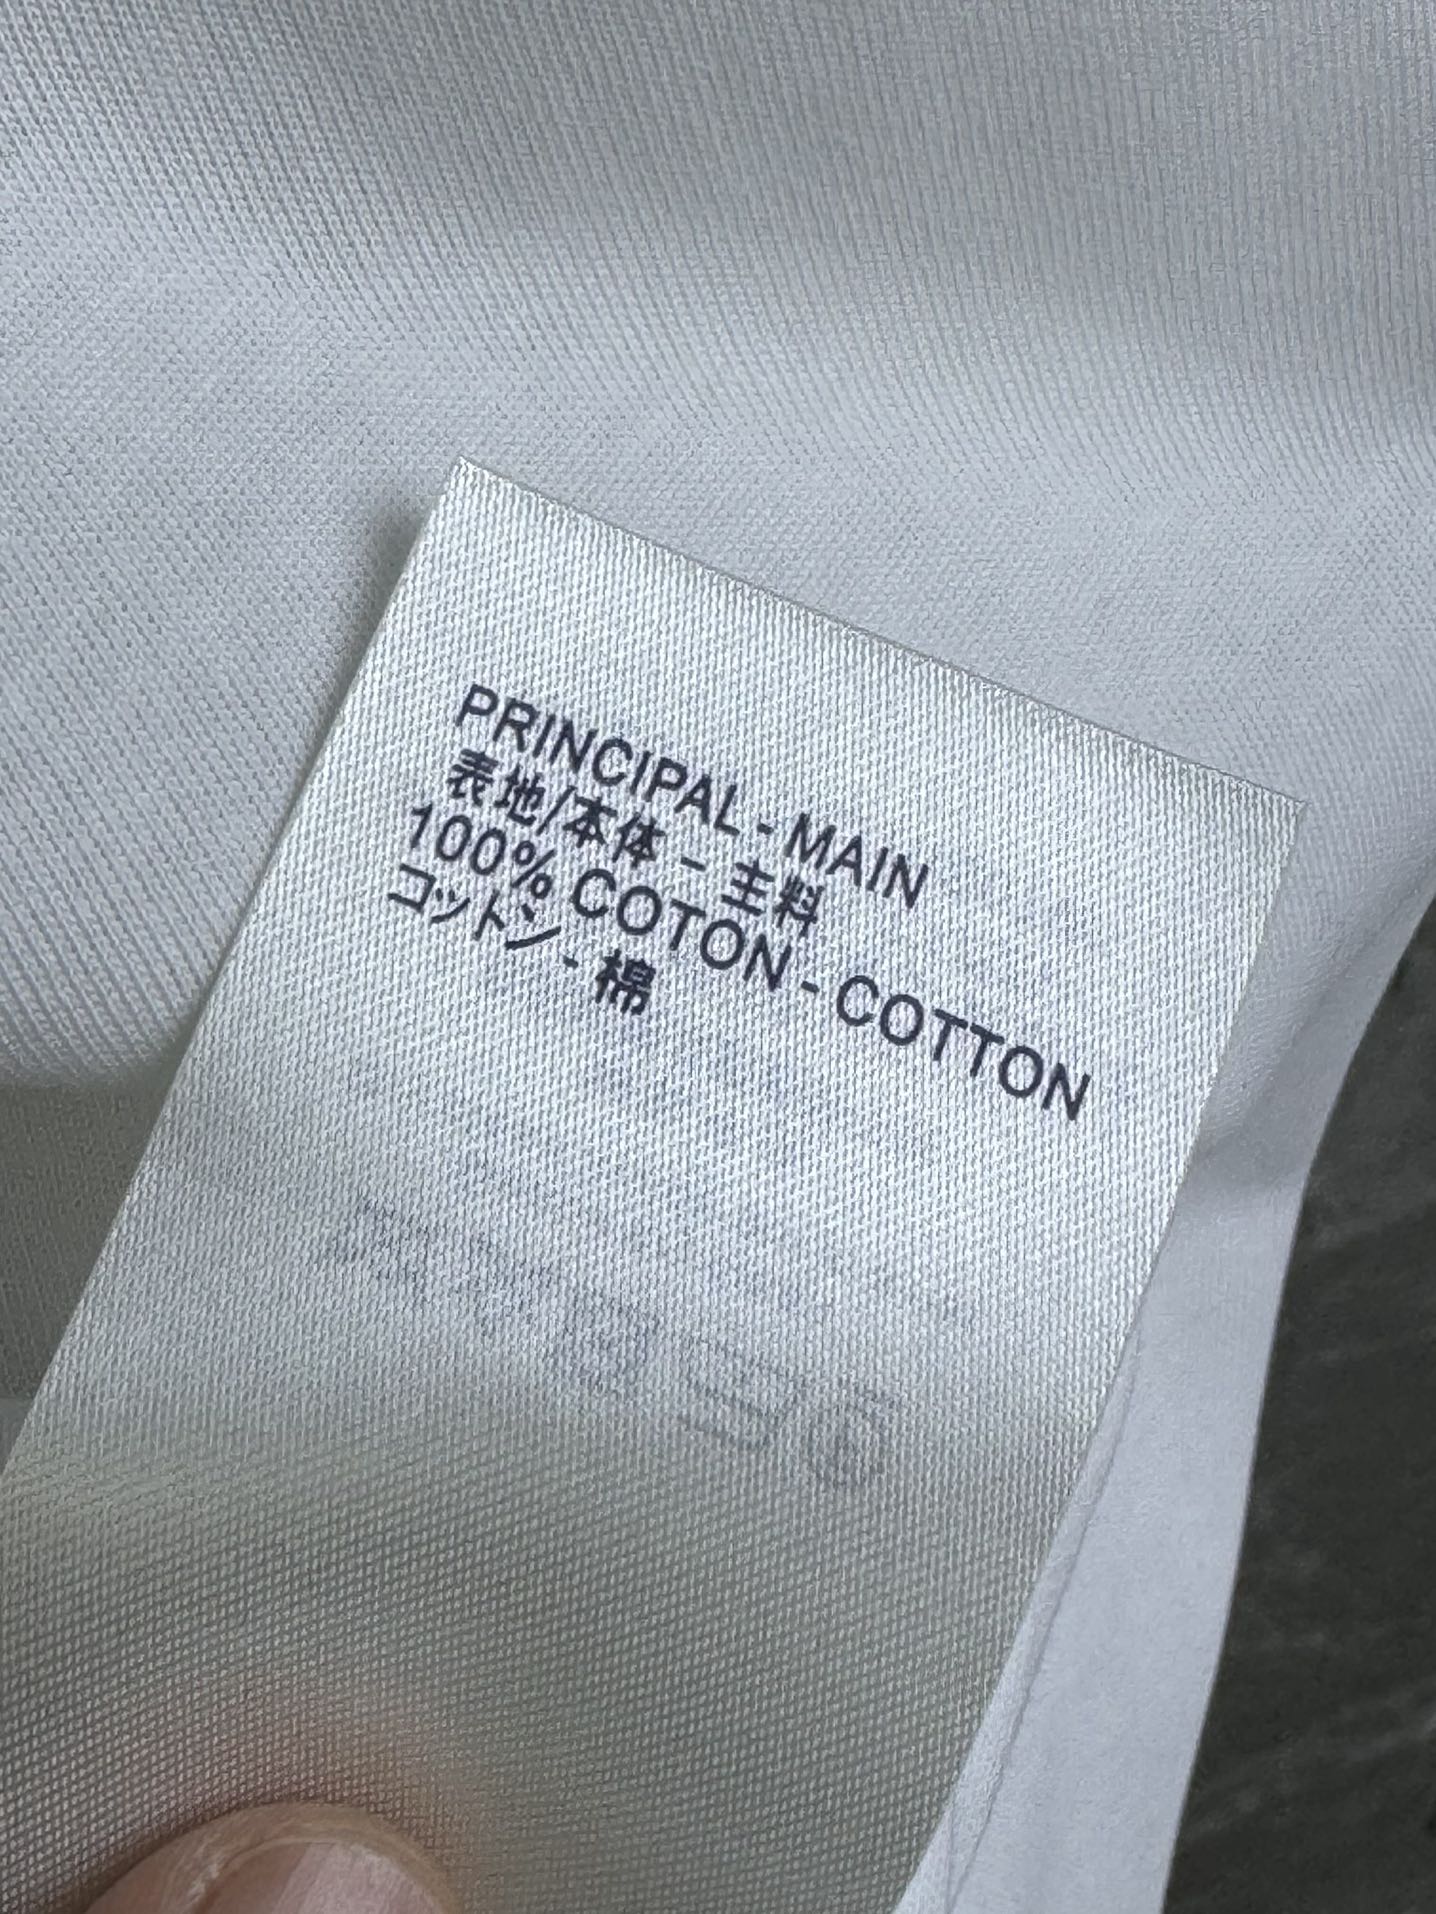 PRINCIPAL - MAIN
表地/本体 - 主料
100% COTON - COTTON
コットン - 棉